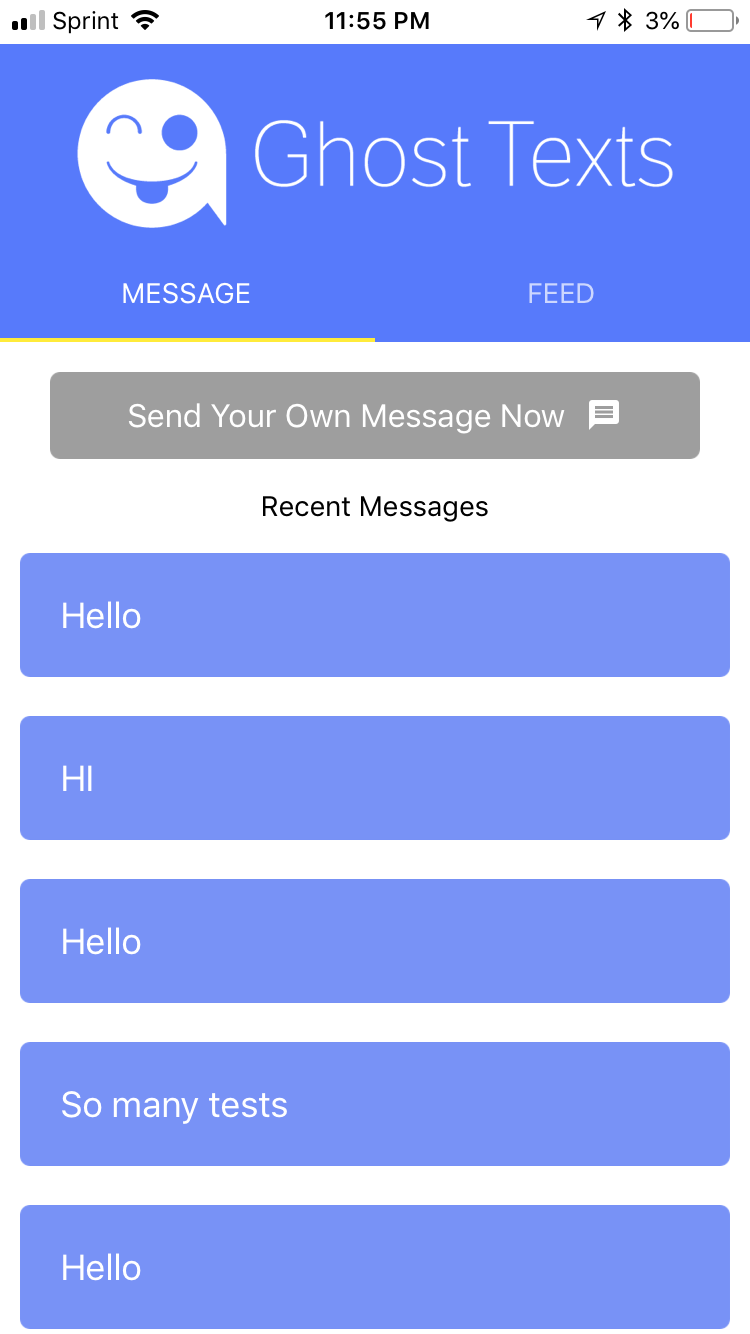 Sprint 11:55 PM 3%
Ghost Texts
MESSAGE FEED
Send Your Own Message Now
Recent Messages
Hello
HI
Hello
So many tests
Hello